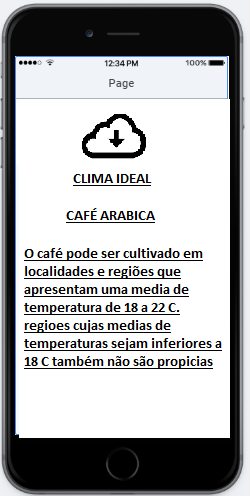 12:34 PM 100%
Page
CLIMA IDEAL
CAFÉ ARABICA
O café pode ser cultivado em
localidades e regiões que
apresentam uma media de
temperatura de 18 a 22 C.
regioes cujas medias de
temperaturas sejam inferiores a
18 C também não são propicias